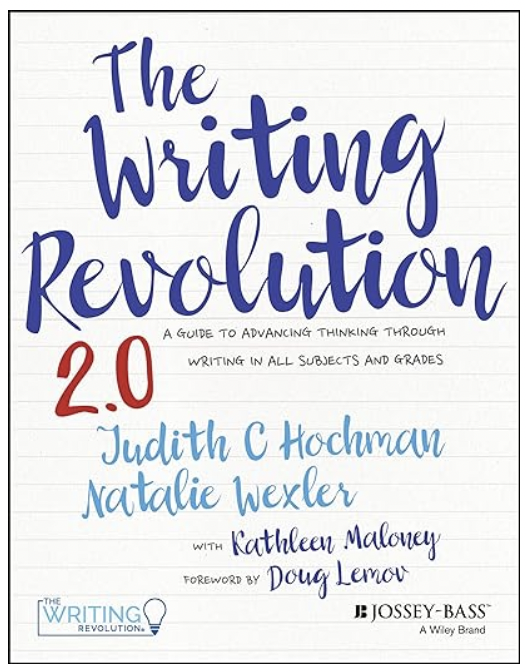 The
Writing
Revolution
2.0
A GUIDE TO ADVANCING THINKING THROUGH
WRITING IN ALL SUBJECTS AND GRADES
Judith C Hochman
Natalie Wexler
WITH Kathleen Maloney
FOREWORD BY Doug Lemov
THE
WRITING
REVOLUTION®
JB JOSSEY-BASS™
A Wiley Brand